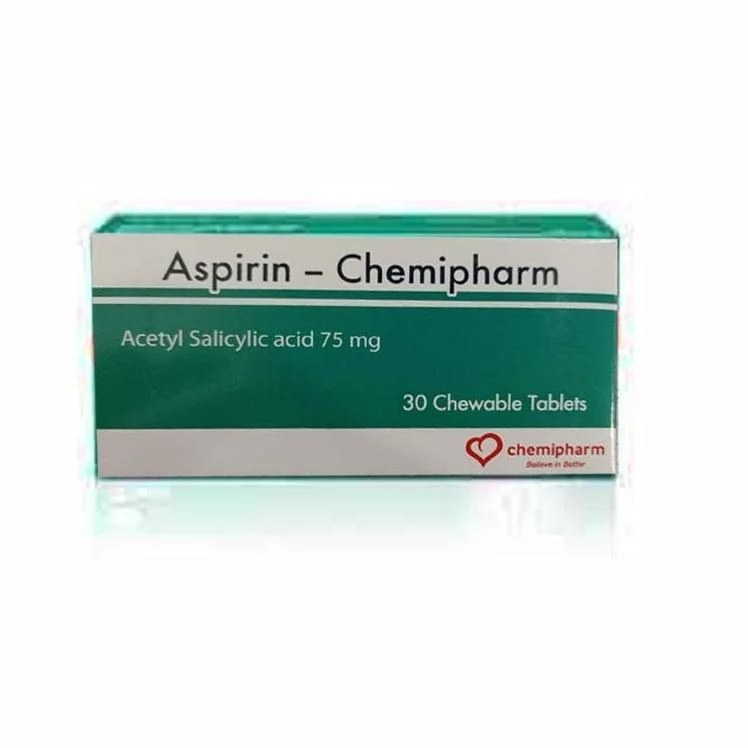 Aspirin – Chemipharm
Acetyl Salicylic acid 75 mg
30 Chewable Tablets
chemipharm
Believe in Better